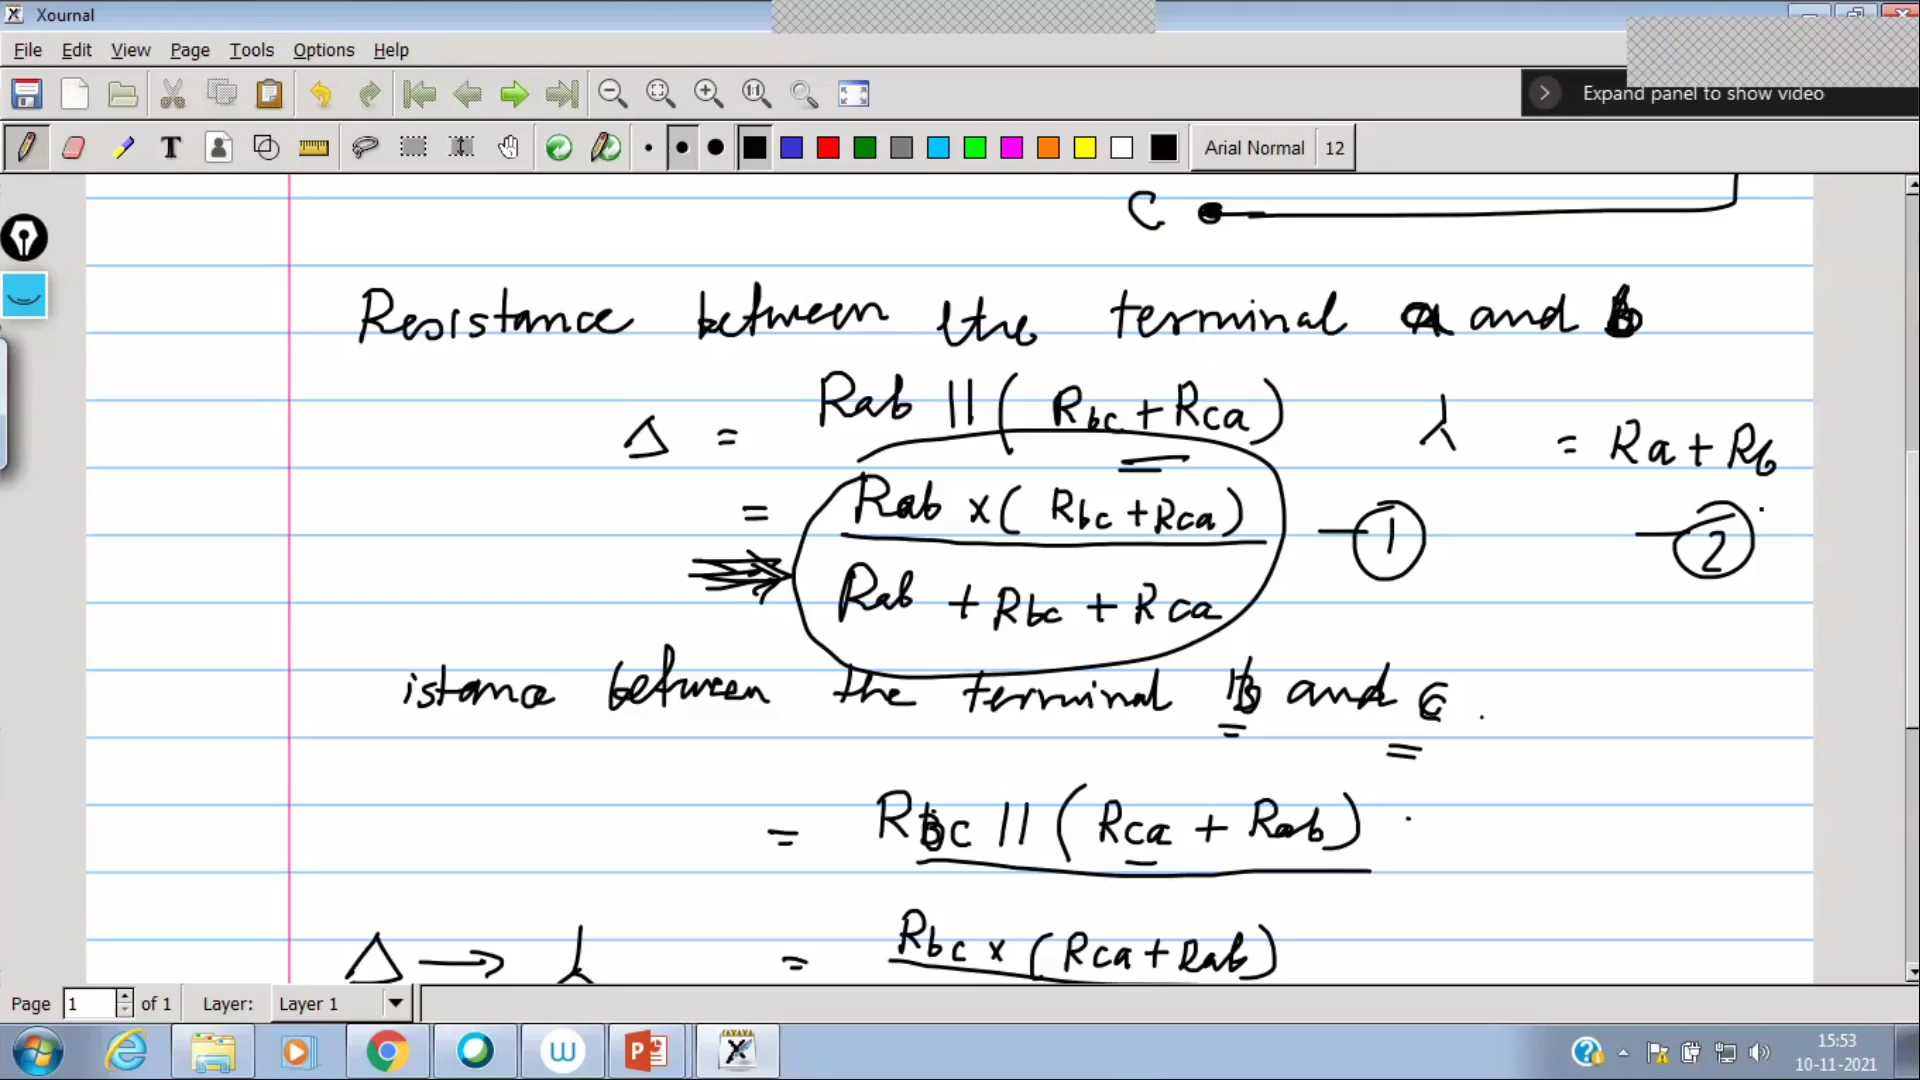 Xournal
File Edit View Page Tools Options Help
Expand panel to show video
Arial Normal 12
C
Resistance between the terminal a and b
Δ = Rab || ( Rbc + Rca ) ⅄ = Ra + Rb
= Rab x ( Rbc + Rca ) — 1 — 2
Rab + Rbc + Rca
istance between the terminal b and c .
= Rbc || ( Rca + Rab )
Δ → ⅄ = Rbc x ( Rca + Rab )
Page 1 of 1 Layer: Layer 1
15:53
10-11-2021